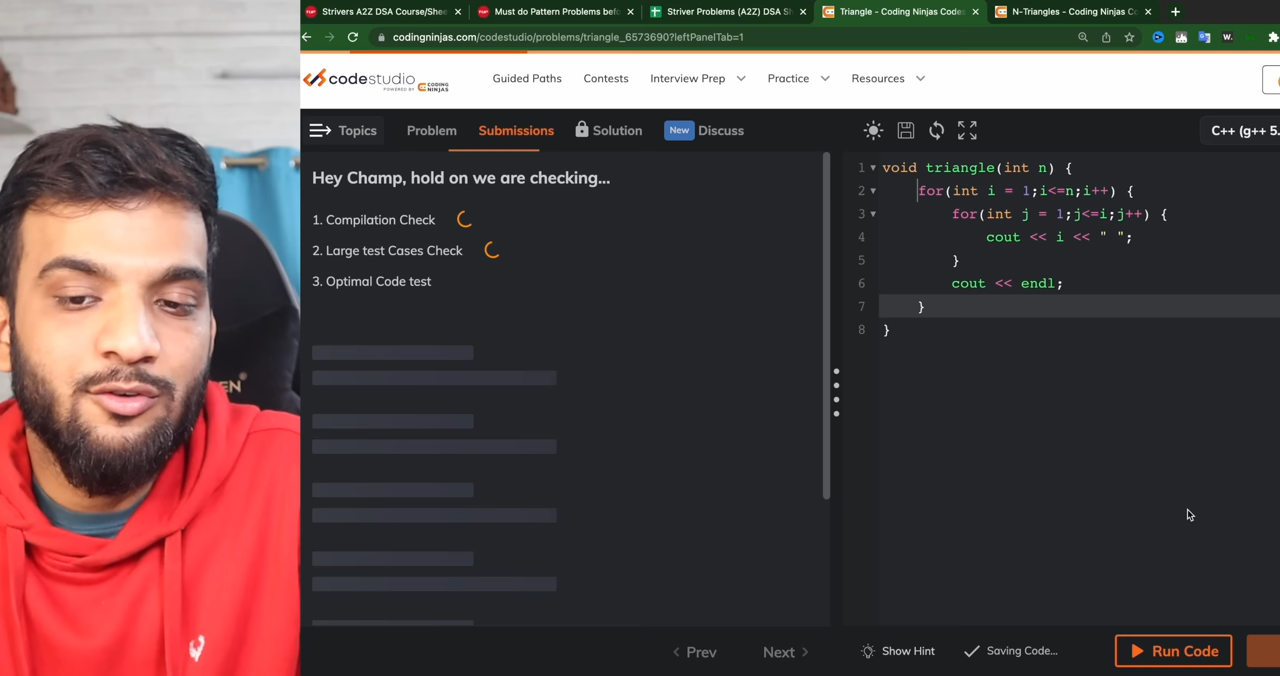 Strivers A2Z DSA Course/Shee
Must do Pattern Problems befo
Striver Problems (A2Z) DSA Sh
Triangle - Coding Ninjas Codes
N-Triangles - Coding Ninjas Co
codingninjas.com/codestudio/problems/triangle_6573690?leftPanelTab=1
codestudio
POWERED BY CODING NINJAS
Guided Paths
Contests
Interview Prep
Practice
Resources
Topics
Problem
Submissions
Solution
New
Discuss
C++ (g++ 5.
Hey Champ, hold on we are checking...
1. Compilation Check
2. Large test Cases Check
3. Optimal Code test
1 void triangle(int n) {
2 for(int i = 1;i<=n;i++) {
3 for(int j = 1;j<=i;j++) {
4 cout << i << " ";
5 }
6 cout << endl;
7 }
8 }
Prev
Next
Show Hint
Saving Code...
Run Code